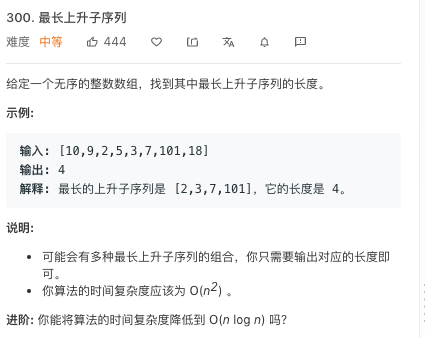 300. 最长上升子序列
难度 中等 444
给定一个无序的整数数组，找到其中最长上升子序列的长度。
示例:
输入: [10,9,2,5,3,7,101,18]
输出: 4
解释: 最长的上升子序列是 [2,3,7,101]，它的长度是 4。
说明:
• 可能会有多种最长上升子序列的组合，你只需要输出对应的长度即
可。
• 你算法的时间复杂度应该为 O(n²) 。
进阶: 你能将算法的时间复杂度降低到 O(n log n) 吗?